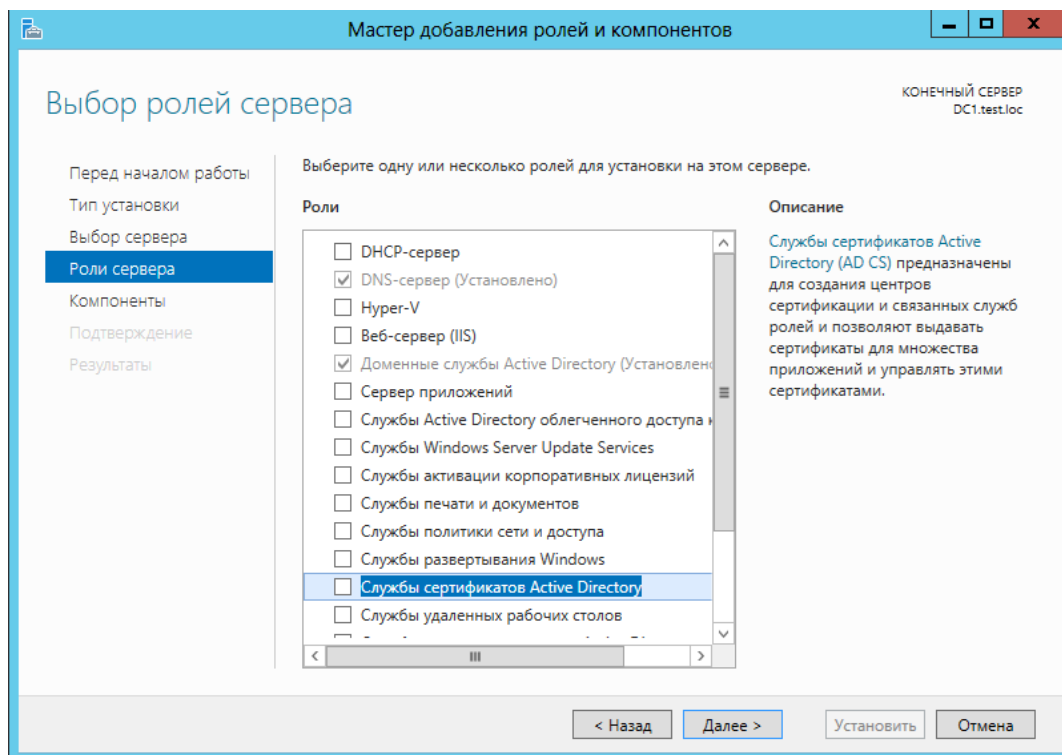 Мастер добавления ролей и компонентов
Выбор ролей сервера
КОНЕЧНЫЙ СЕРВЕР
DC1.test.loc
Перед началом работы
Тип установки
Выбор сервера
Роли сервера
Компоненты
Подтверждение
Результаты
Выберите одну или несколько ролей для установки на этом сервере.
Роли
DHCP-сервер
DNS-сервер (Установлено)
Hyper-V
Веб-сервер (IIS)
Доменные службы Active Directory (Установлено
Сервер приложений
Службы Active Directory облегченного доступа к
Службы Windows Server Update Services
Службы активации корпоративных лицензий
Службы печати и документов
Службы политики сети и доступа
Службы развертывания Windows
Службы сертификатов Active Directory
Службы удаленных рабочих столов
Описание
Службы сертификатов Active
Directory (AD CS) предназначены
для создания центров
сертификации и связанных служб
ролей и позволяют выдавать
сертификаты для множества
приложений и управлять этими
сертификатами.
< Назад
Далее >
Установить
Отмена